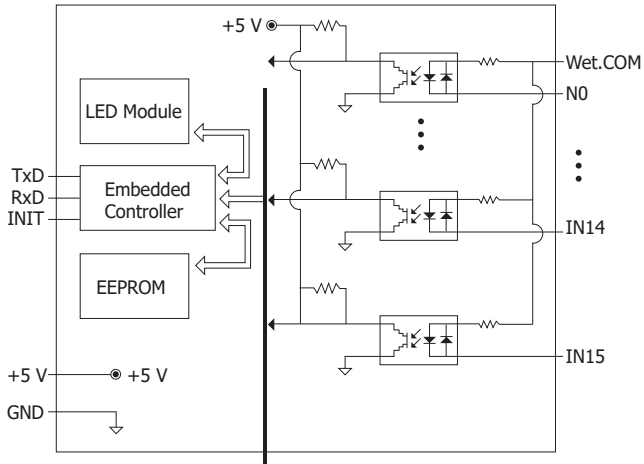 +5 V
Wet.COM
N0
LED Module
TxD
RxD
INIT
Embedded
Controller
IN14
EEPROM
IN15
+5 V
+5 V
GND